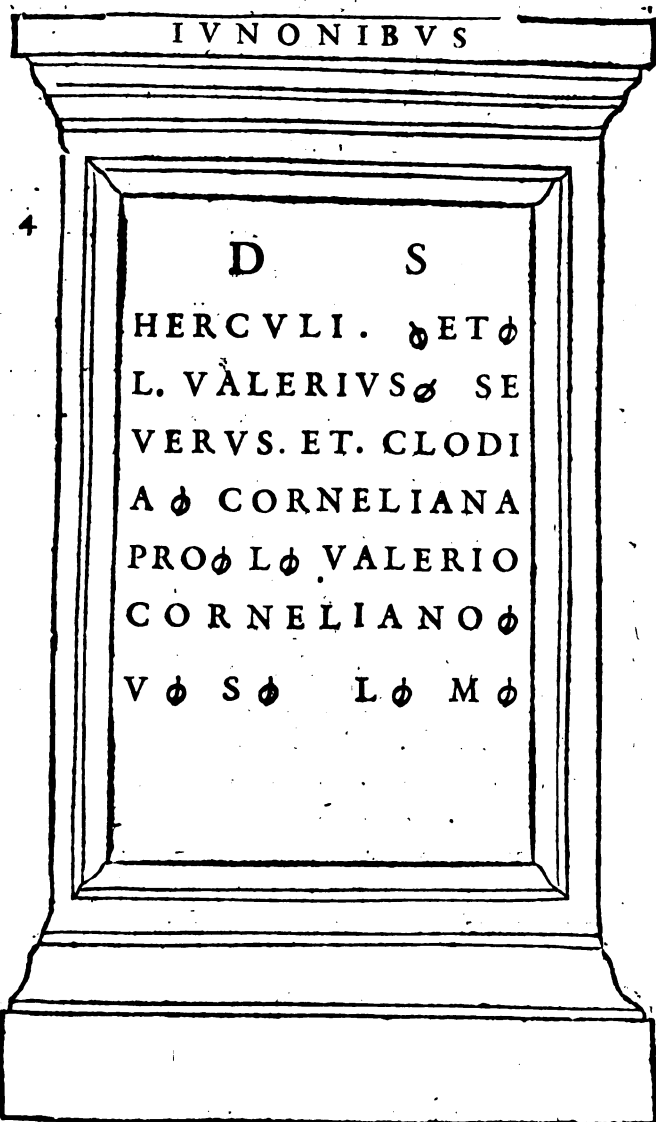 IVNONIBVS
4
D S
HERCVLI. ET
L. VALERIVS SE
VERVS. ET. CLODI
A CORNELIANA
PRO L VALERIO
CORNELIANO
V S L M